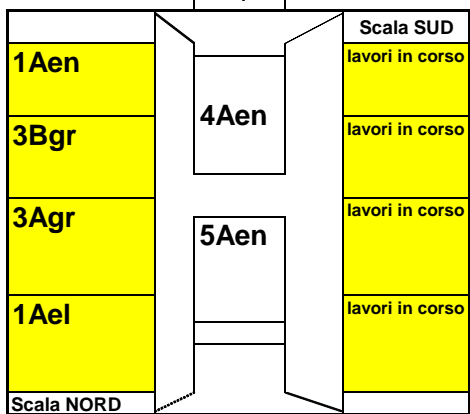 Scala SUD
1Aen
lavori in corso
4Aen
3Bgr
lavori in corso
3Agr
lavori in corso
5Aen
1Ael
lavori in corso
Scala NORD